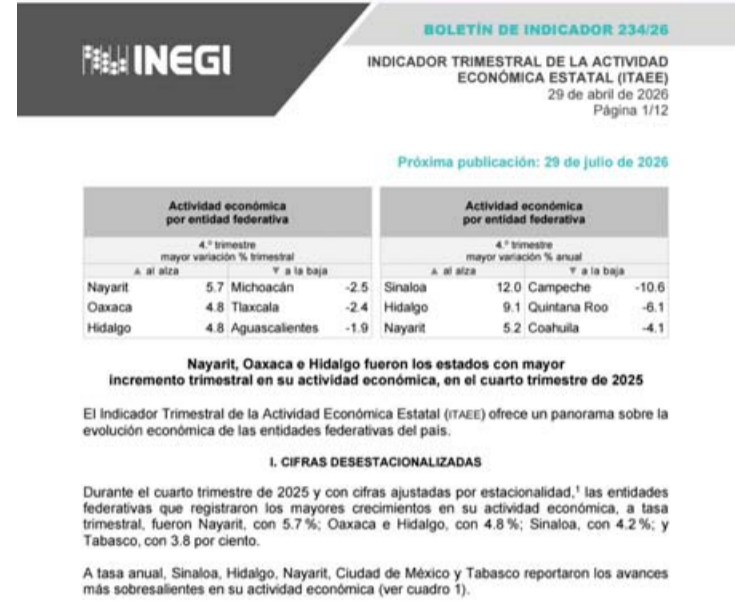 INEGI
BOLETÍN DE INDICADOR 234/26
INDICADOR TRIMESTRAL DE LA ACTIVIDAD
ECONÓMICA ESTATAL (ITAEE)
29 de abril de 2026
Página 1/12
Próxima publicación: 29 de julio de 2026
Actividad económica
por entidad federativa
4.º trimestre
mayor variación % trimestral
▲ al alza ▼ a la baja
Nayarit 5.7 Michoacán -2.5
Oaxaca 4.8 Tlaxcala -2.4
Hidalgo 4.8 Aguascalientes -1.9
Actividad económica
por entidad federativa
4.º trimestre
mayor variación % anual
▲ al alza ▼ a la baja
Sinaloa 12.0 Campeche -10.6
Hidalgo 9.1 Quintana Roo -6.1
Nayarit 5.2 Coahuila -4.1
Nayarit, Oaxaca e Hidalgo fueron los estados con mayor
incremento trimestral en su actividad económica, en el cuarto trimestre de 2025
El Indicador Trimestral de la Actividad Económica Estatal (ITAEE) ofrece un panorama sobre la
evolución económica de las entidades federativas del país.
I. CIFRAS DESESTACIONALIZADAS
Durante el cuarto trimestre de 2025 y con cifras ajustadas por estacionalidad,¹ las entidades
federativas que registraron los mayores crecimientos en su actividad económica, a tasa
trimestral, fueron Nayarit, con 5.7 %; Oaxaca e Hidalgo, con 4.8 %; Sinaloa, con 4.2 %; y
Tabasco, con 3.8 por ciento.
A tasa anual, Sinaloa, Hidalgo, Nayarit, Ciudad de México y Tabasco reportaron los avances
más sobresalientes en su actividad económica (ver cuadro 1).